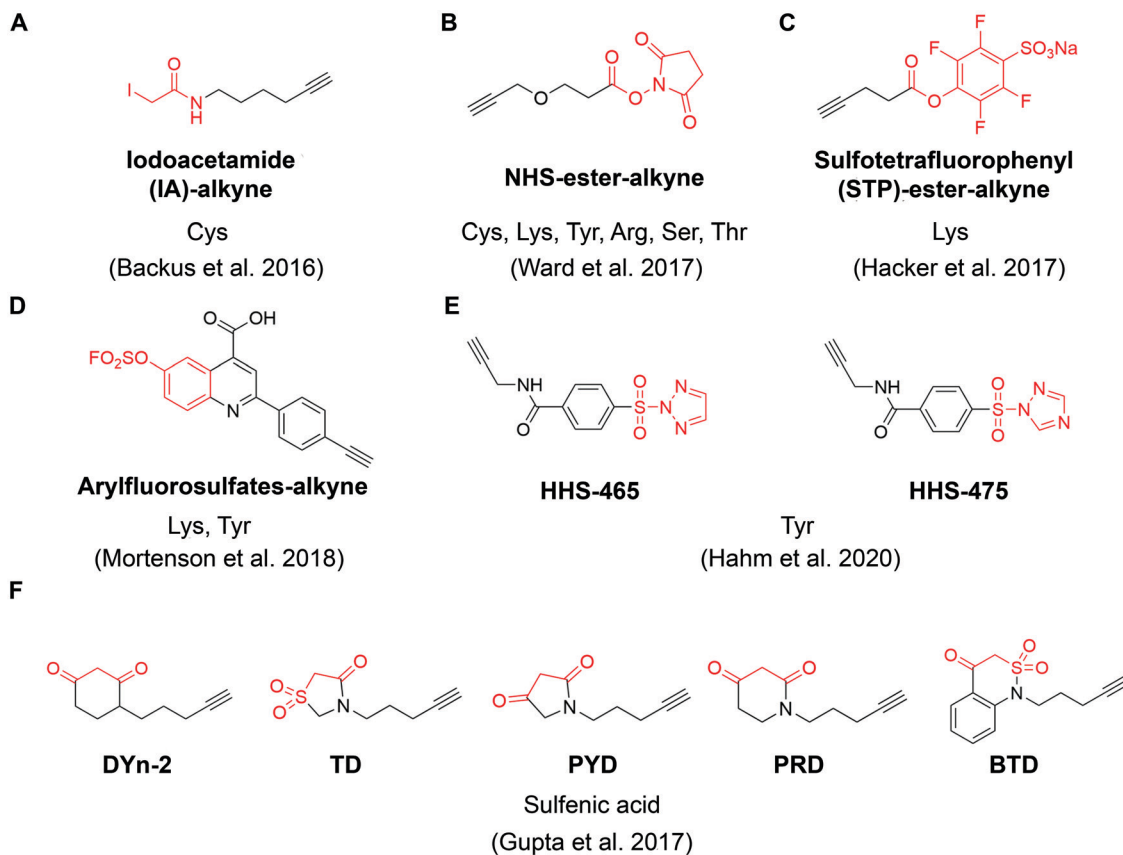 A
B
C
I
O
N
H
O
O
O
N
O
O
O
O
F
F
F
F
SO₃Na
Iodoacetamide
(IA)-alkyne
NHS-ester-alkyne
Sulfotetrafluorophenyl
(STP)-ester-alkyne
Cys
(Backus et al. 2016)
Cys, Lys, Tyr, Arg, Ser, Thr
(Ward et al. 2017)
Lys
(Hacker et al. 2017)
D
E
FO₂SO
O
OH
N
NH
O
O
S
O
N
N
N
NH
O
O
S
O
N
N
N
Arylfluorosulfates-alkyne
HHS-465
HHS-475
Lys, Tyr
(Mortenson et al. 2018)
Tyr
(Hahm et al. 2020)
F
O
O
O
O
S
O
N
O
O
N
O
O
N
O
O
S
O
N
DYn-2
TD
PYD
PRD
BTD
Sulfenic acid
(Gupta et al. 2017)